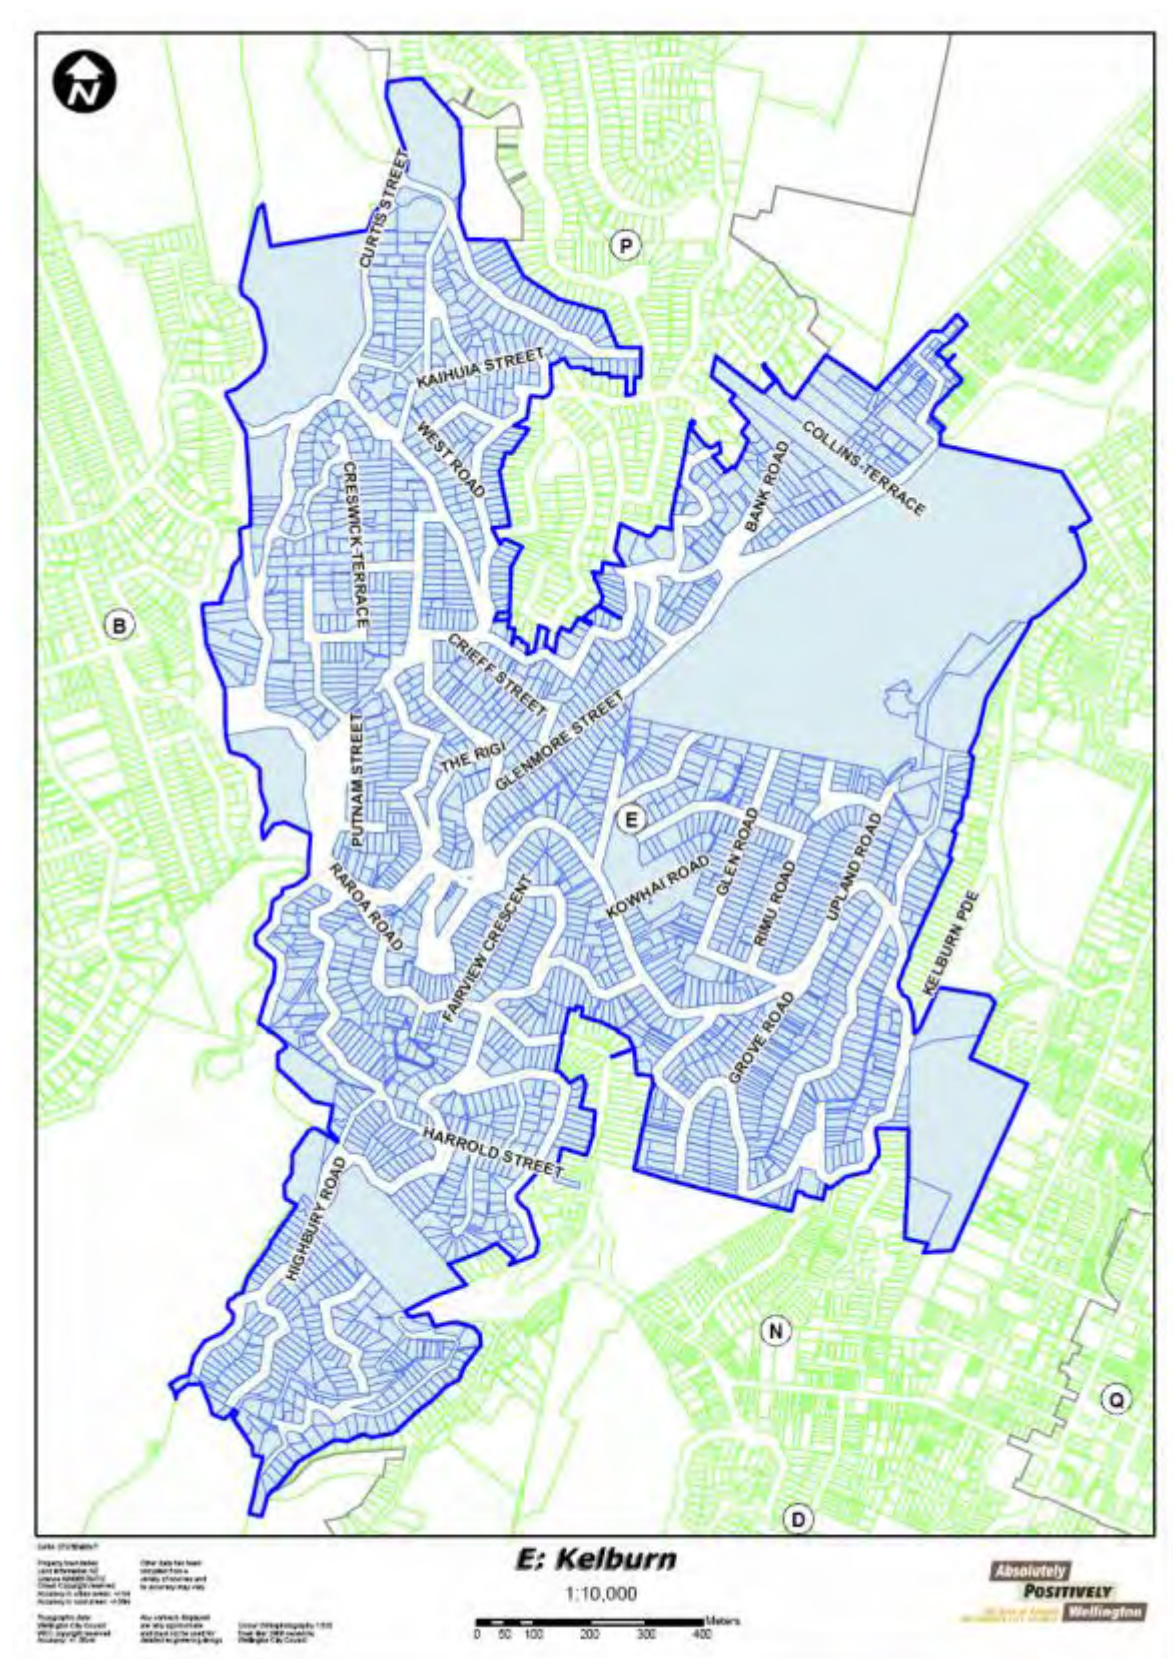 N
P
CURTIS STREET
KAIHUIA STREET
WEST ROAD
COLLINS TERRACE
BANK ROAD
CRESWICK TERRACE
B
CRIEFF STREET
GLENMORE STREET
THE RIGI
PUTNAM STREET
E
GLEN ROAD
UPLAND ROAD
RIMU ROAD
KOWHAI ROAD
RAROA ROAD
FAIRVIEW CRESCENT
KELBURN PDE
GROVE ROAD
HARROLD STREET
HIGHBURY ROAD
N
Q
D
E: Kelburn
1:10,000
Meters
0 50 100 200 300 400
Absolutely
POSITIVELY
Wellington